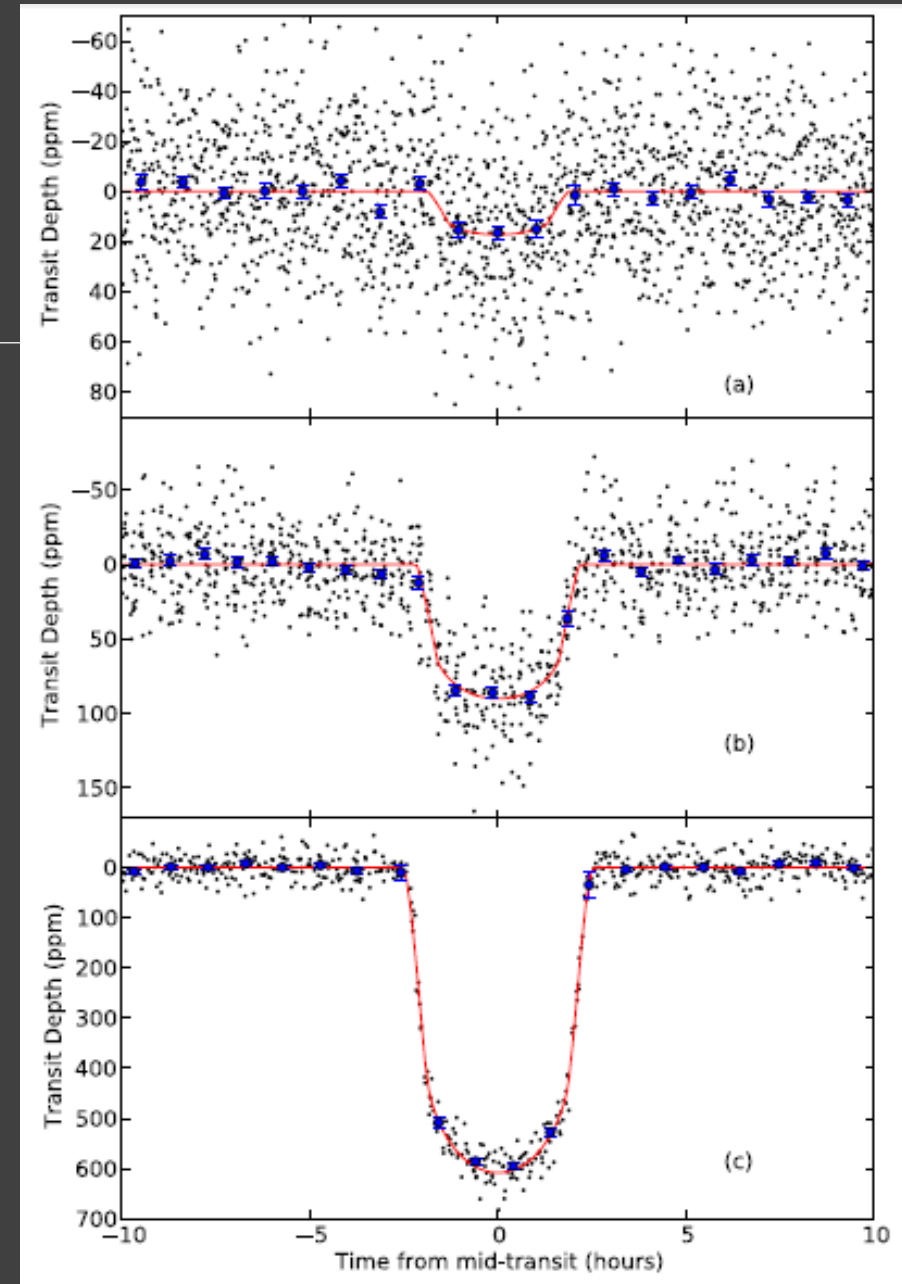 −60
−40
−20
0
20
40
60
80
Transit Depth (ppm)
(a)
−50
0
50
100
150
Transit Depth (ppm)
(b)
0
100
200
300
400
500
600
700
Transit Depth (ppm)
(c)
−10 −5 0 5 10
Time from mid-transit (hours)